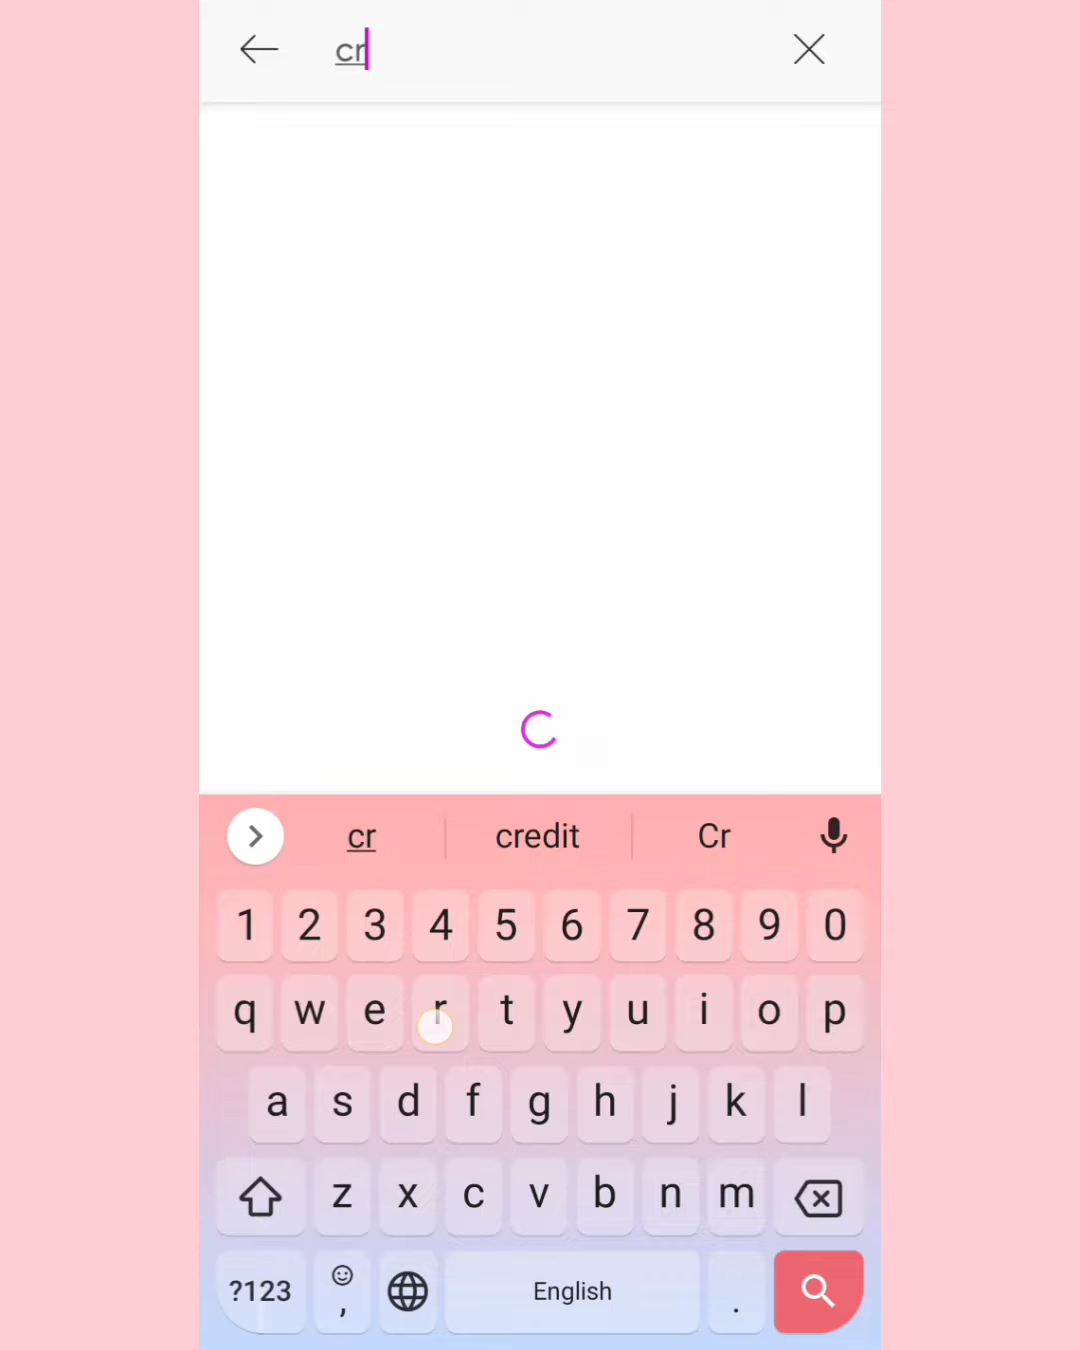 cr
cr credit Cr
1 2 3 4 5 6 7 8 9 0
q w e r t y u i o p
a s d f g h j k l
z x c v b n m
?123 , English .